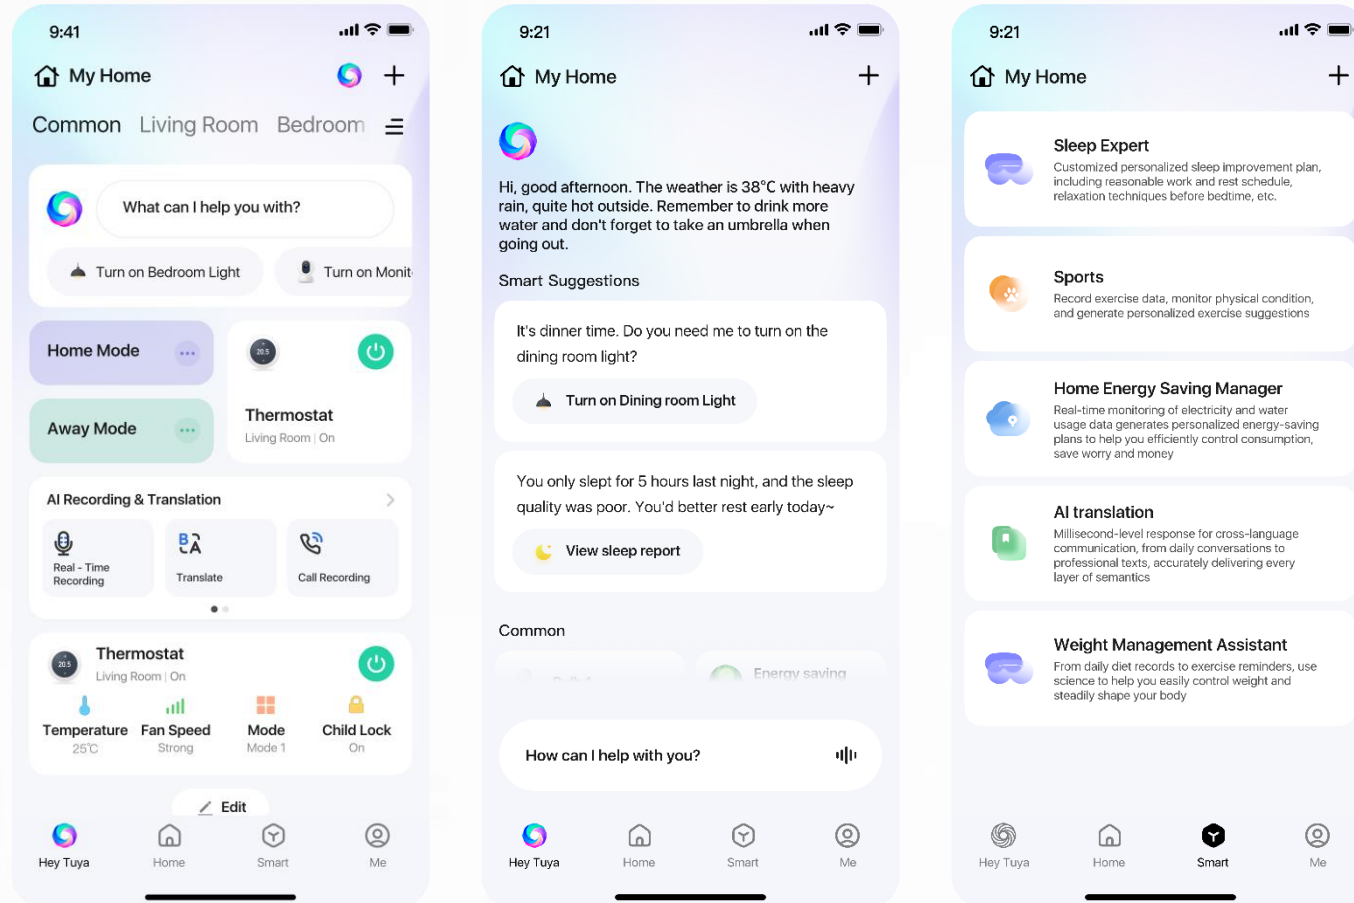 9:41
My Home
Common Living Room Bedroom
What can I help you with?
Turn on Bedroom Light
Turn on Monit
Home Mode
Away Mode
20.5
Thermostat
Living Room | On
AI Recording & Translation
Real - Time
Recording
Translate
Call Recording
20.5
Thermostat
Living Room | On
Temperature
25℃
Fan Speed
Strong
Mode
Mode 1
Child Lock
On
Edit
Hey Tuya
Home
Smart
Me
9:21
My Home
Hi, good afternoon. The weather is 38℃ with heavy
rain, quite hot outside. Remember to drink more
water and don't forget to take an umbrella when
going out.
Smart Suggestions
It's dinner time. Do you need me to turn on the
dining room light?
Turn on Dining room Light
You only slept for 5 hours last night, and the sleep
quality was poor. You'd better rest early today~
View sleep report
Common
Energy saving
How can I help with you?
Hey Tuya
Home
Smart
Me
9:21
My Home
Sleep Expert
Customized personalized sleep improvement plan,
including reasonable work and rest schedule,
relaxation techniques before bedtime, etc.
Sports
Record exercise data, monitor physical condition,
and generate personalized exercise suggestions
Home Energy Saving Manager
Real-time monitoring of electricity and water
usage data generates personalized energy-saving
plans to help you efficiently control consumption,
save worry and money
AI translation
Millisecond-level response for cross-language
communication, from daily conversations to
professional texts, accurately delivering every
layer of semantics
Weight Management Assistant
From daily diet records to exercise reminders, use
science to help you easily control weight and
steadily shape your body
Hey Tuya
Home
Smart
Me